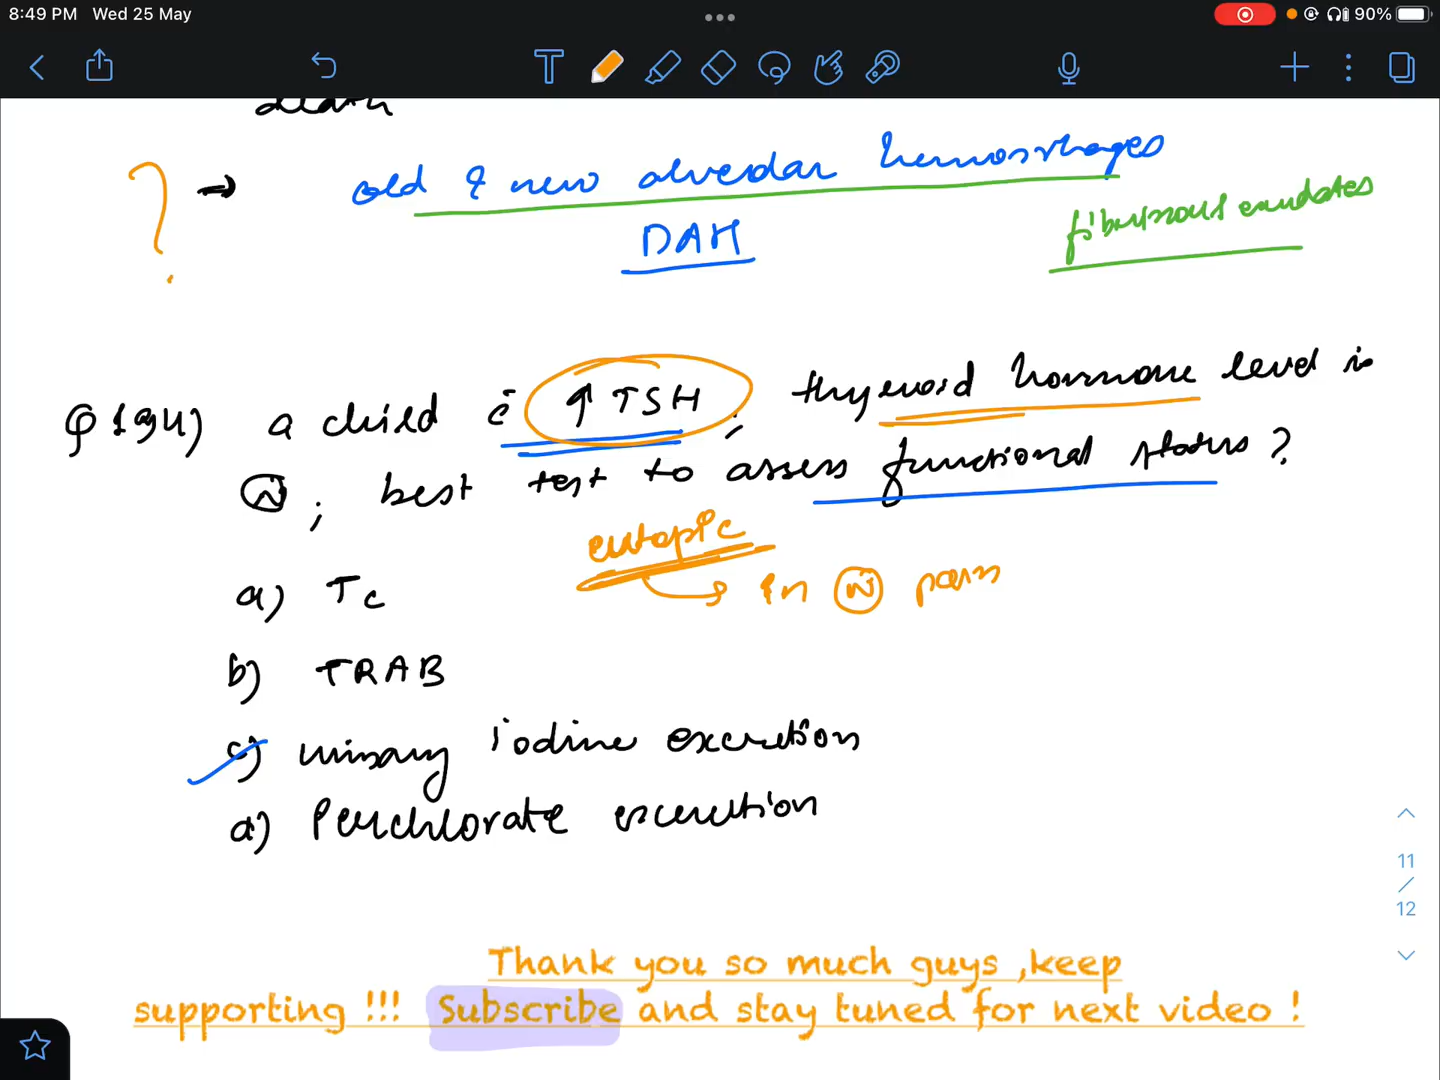 8:49 PM Wed 25 May
90%
death
? → old & new alveolar hemorrhages
fibrinous exudates
DAH
Q 194) a child c̄ ↑ TSH ; thyroid hormone level is
N ; best test to assess functional status ?
eutopic
→ in N
a) Tc
b) TRAB
c) urinary iodine excretion
d) Perchlorate excretion
11
/
12
Thank you so much guys ,keep
supporting !!! Subscribe and stay tuned for next video !